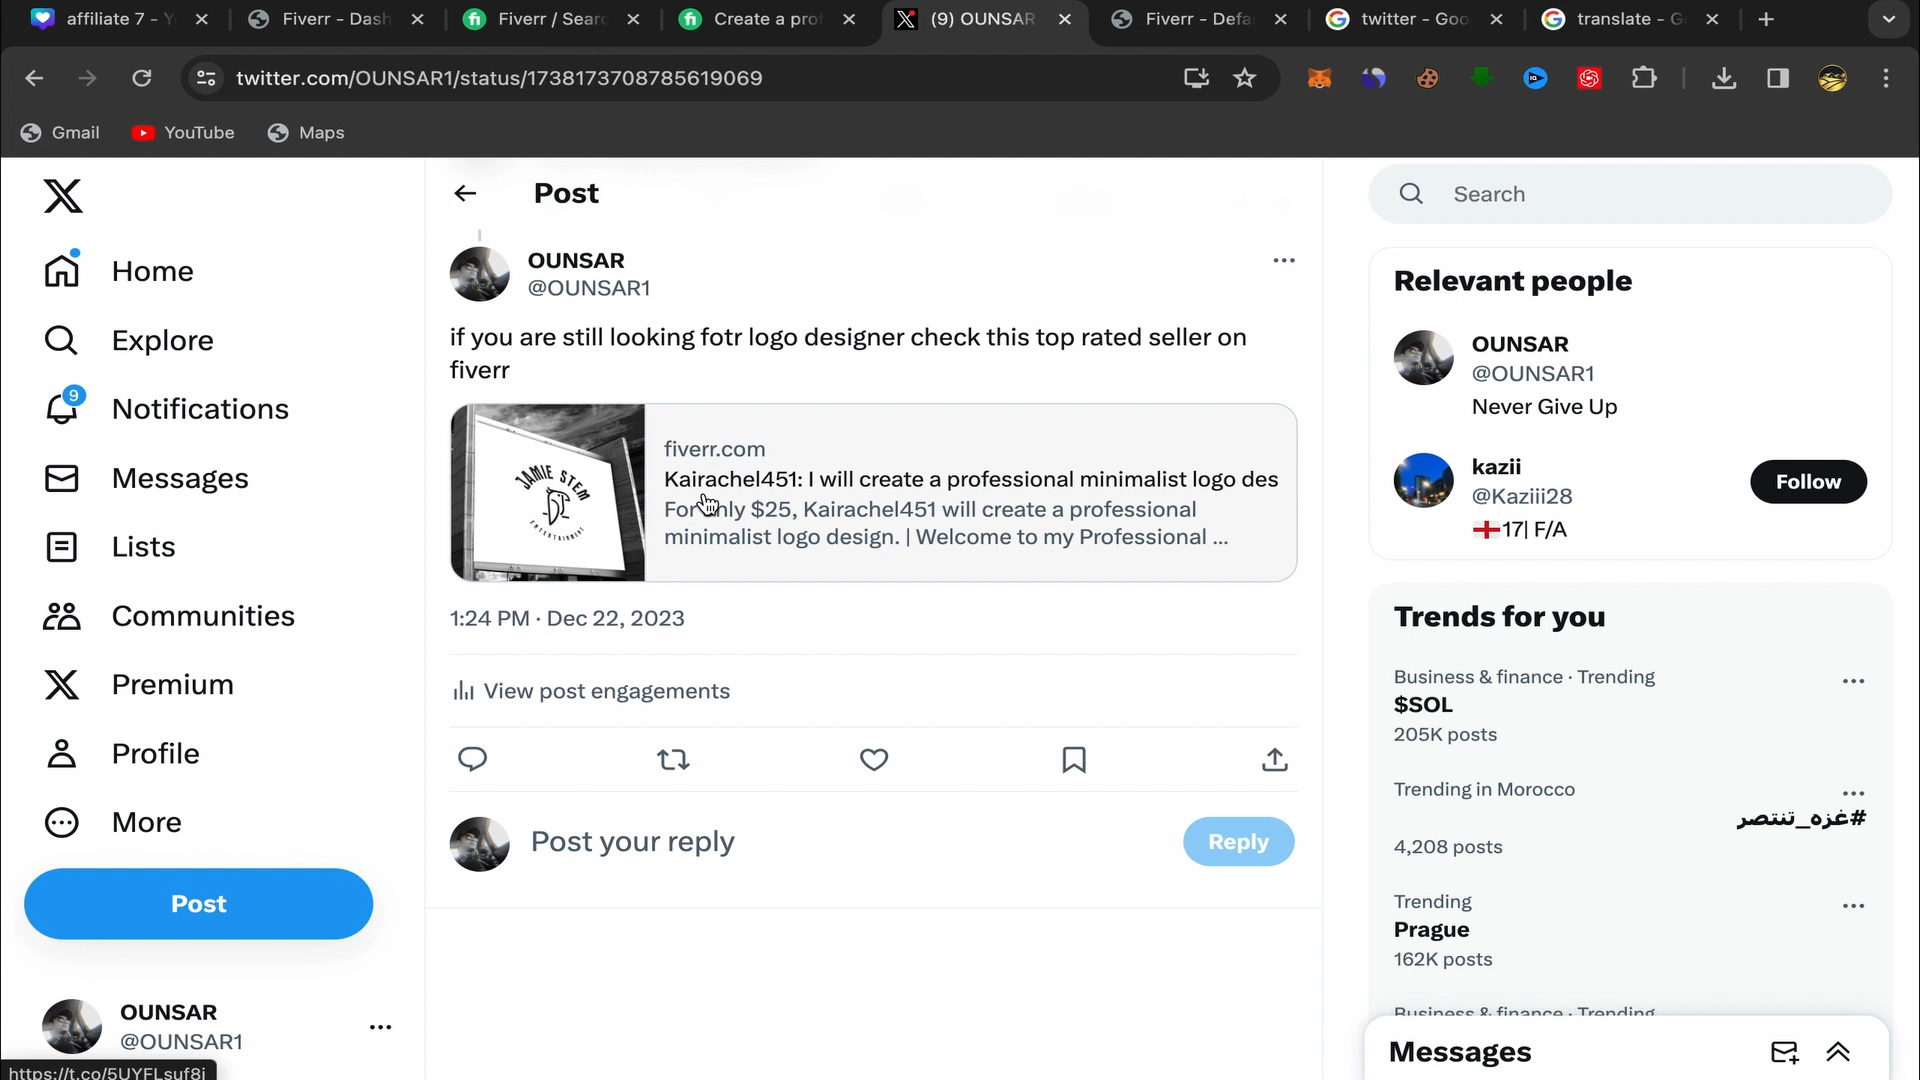 affiliate 7 -
Fiverr - Dash
Fiverr / Sear
Create a prof
(9) OUNSAR
Fiverr - Defa
twitter - Goo
translate - G
twitter.com/OUNSAR1/status/1738173708785619069
Gmail
YouTube
Maps
Home
Explore
9
Notifications
Messages
Lists
Communities
Premium
Profile
More
Post
OUNSAR
@OUNSAR1
https://t.co/5UYFLsuf8i
Post
OUNSAR
@OUNSAR1
if you are still looking fotr logo designer check this top rated seller on
fiverr
JAMIE STEM
ENTERTAINMENT
fiverr.com
Kairachel451: I will create a professional minimalist logo des
For only $25, Kairachel451 will create a professional
minimalist logo design. | Welcome to my Professional ...
1:24 PM · Dec 22, 2023
View post engagements
Post your reply
Reply
Search
Relevant people
OUNSAR
@OUNSAR1
Never Give Up
kazii
@Kaziii28
17| F/A
Follow
Trends for you
Business & finance · Trending
$SOL
205K posts
Trending in Morocco
#غزه_تنتصر
4,208 posts
Trending
Prague
162K posts
Business & finance · Trending
Messages